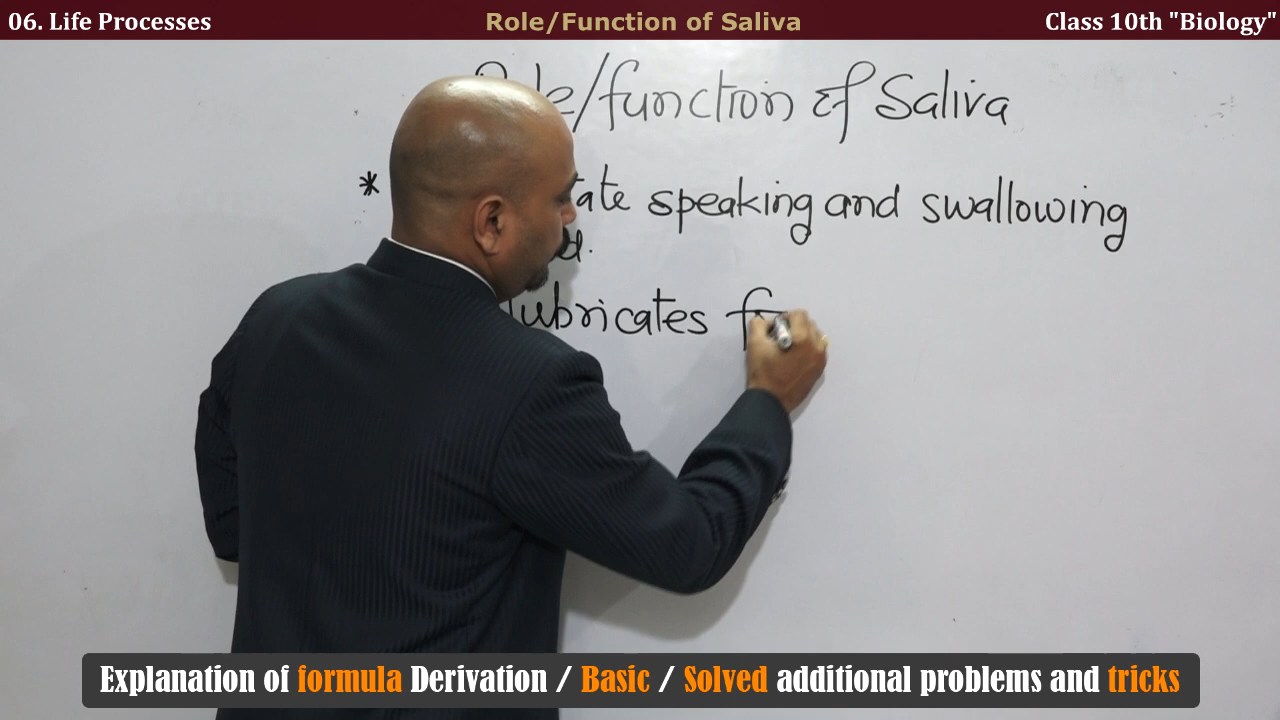 06. Life Processes
Role/Function of Saliva
Class 10th "Biology"
/function of Saliva
* speaking and swallowing
lubricates
Explanation of formula Derivation / Basic / Solved additional problems and tricks